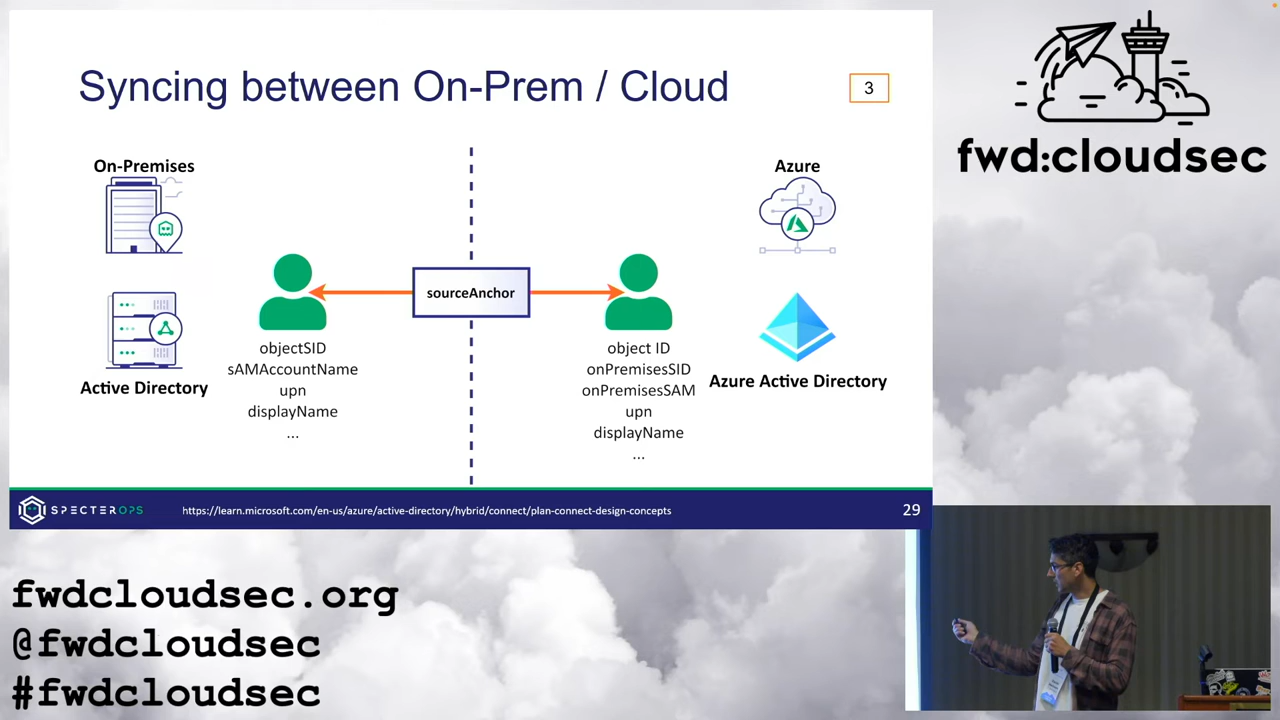 Syncing between On-Prem / Cloud
3
On-Premises
Azure
sourceAnchor
objectSID
sAMAccountName
upn
displayName
...
object ID
onPremisesSID
onPremisesSAM
upn
displayName
...
Active Directory
Azure Active Directory
SPECTEROPS
https://learn.microsoft.com/en-us/azure/active-directory/hybrid/connect/plan-connect-design-concepts
29
fwd:cloudsec
fwdcloudsec.org
@fwdcloudsec
#fwdcloudsec